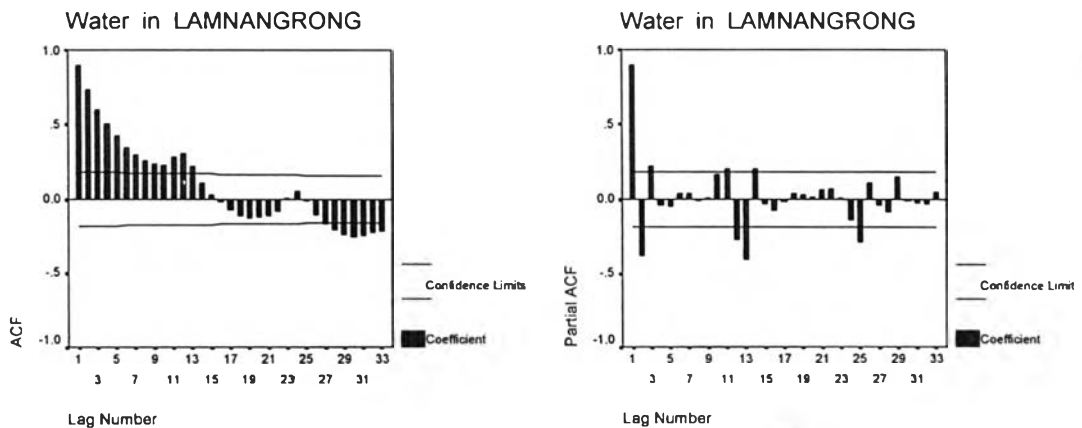 Water in LAMNANGRONG
1.0
.5
0.0
-.5
-1.0
ACF
1 5 9 13 17 21 25 29 33
3 7 11 15 19 23 27 31
Lag Number
Confidence Limits
Coefficient
Water in LAMNANGRONG
1.0
.5
0.0
-.5
-1.0
Partial ACF
1 5 9 13 17 21 25 29 33
3 7 11 15 19 23 27 31
Lag Number
Confidence Limit
Coefficient